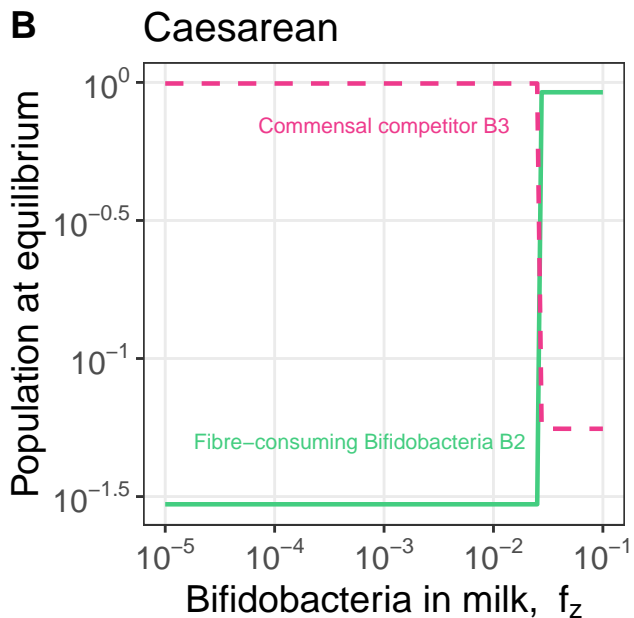 B Caesarean
Population at equilibrium
10^0
10^−0.5
10^−1
10^−1.5
Commensal competitor B3
Fibre−consuming Bifidobacteria B2
10^−5 10^−4 10^−3 10^−2 10^−1
Bifidobacteria in milk, f_z